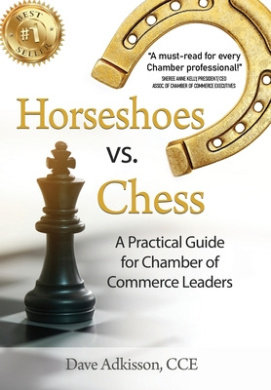 BEST
#1
SELLER
"A must-read for every
Chamber professional!"
SHEREE ANNE KELLY, PRESIDENT/CEO
ASSOC. OF CHAMBER OF COMMERCE EXECUTIVES
Horseshoes
vs.
Chess
A Practical Guide
for Chamber of
Commerce Leaders
Dave Adkisson, CCE